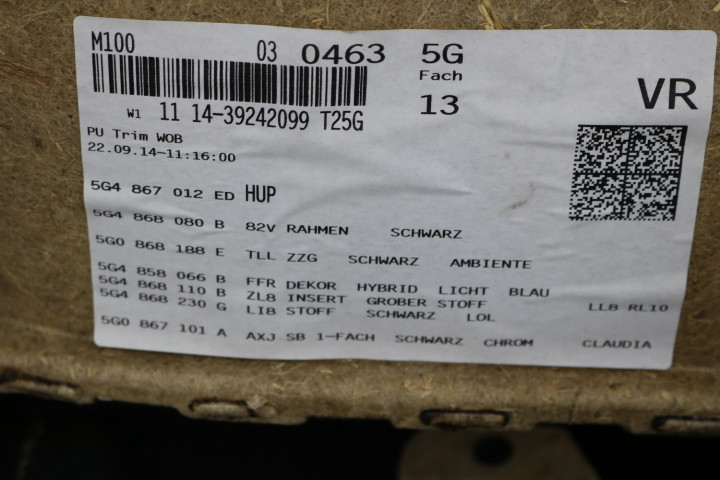 M100 03 0463 5G
Fach
VR
W1 11 14-39242099 T25G 13
PU Trim WOB
22.09.14-11:16:00
5G4 867 012 ED HUP
5G4 868 080 B 82V RAHMEN SCHWARZ
5G0 868 188 E TLL ZZG SCHWARZ AMBIENTE
5G4 858 066 B FFR DEKOR HYBRID LICHT BLAU
5G4 868 110 B ZL8 INSERT GROBER STOFF LL8 RL10
5G4 868 230 G LI8 STOFF SCHWARZ LOL
5G0 867 101 A AXJ SB 1-FACH SCHWARZ CHROM CLAUDIA